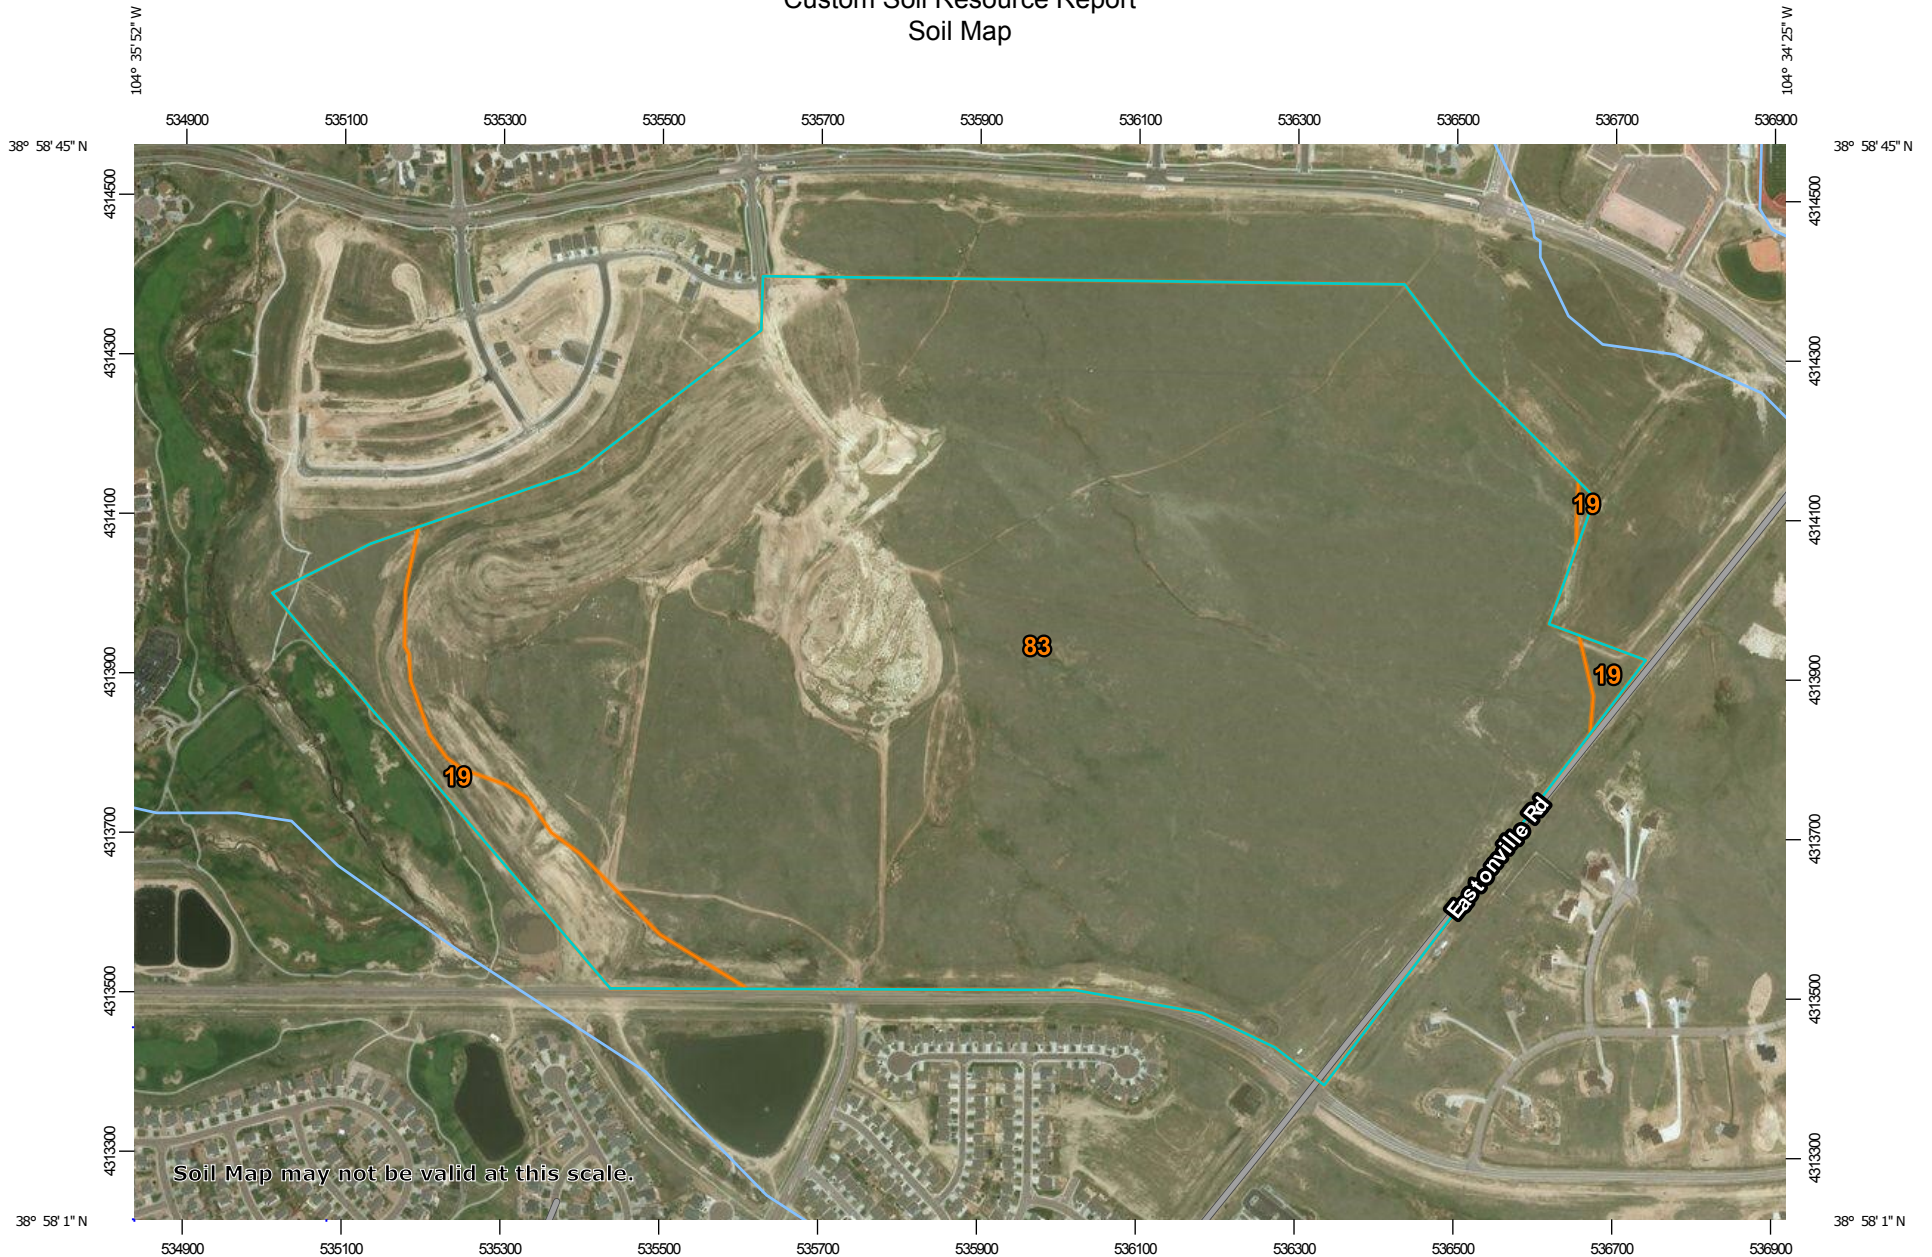 Custom Soil Resource Report
Soil Map
104° 35' 52" W
104° 34' 25" W
534900 535100 535300 535500 535700 535900 536100 536300 536500 536700 536900
38° 58' 45" N
38° 58' 45" N
4314500
4314500
4314300
4314300
4314100
4314100
19
83
4313900
4313900
19
19
4313700
4313700
Eastonville Rd
4313500
4313500
4313300
4313300
Soil Map may not be valid at this scale.
38° 58' 1" N
38° 58' 1" N
534900 535100 535300 535500 535700 535900 536100 536300 536500 536700 536900